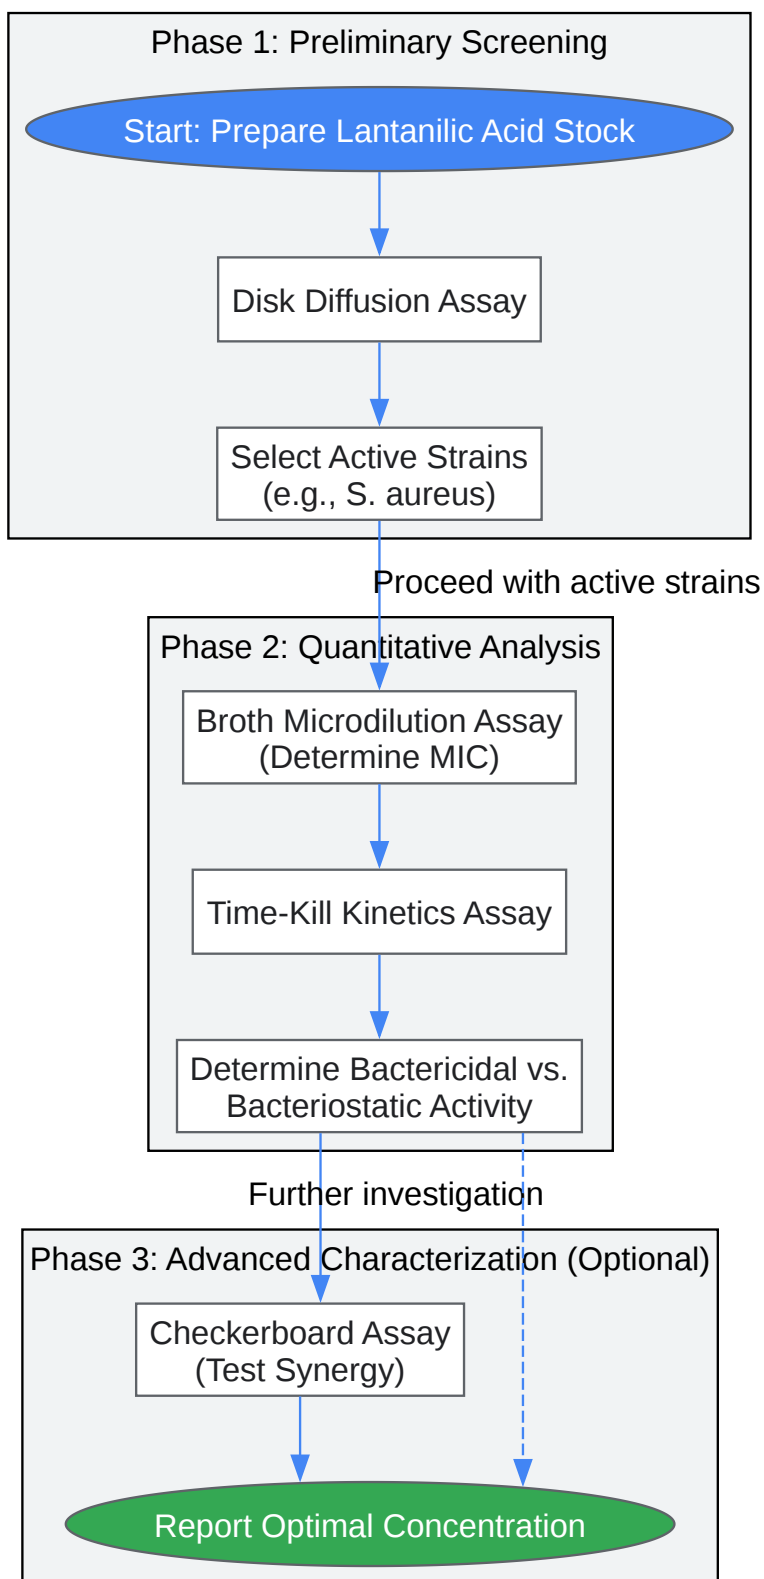 Phase 1: Preliminary Screening
Start: Prepare Lantanilic Acid Stock
Disk Diffusion Assay
Select Active Strains
(e.g., S. aureus)
Proceed with active strains
Phase 2: Quantitative Analysis
Broth Microdilution Assay
(Determine MIC)
Time-Kill Kinetics Assay
Determine Bactericidal vs.
Bacteriostatic Activity
Further investigation
Phase 3: Advanced Characterization (Optional)
Checkerboard Assay
(Test Synergy)
Report Optimal Concentration